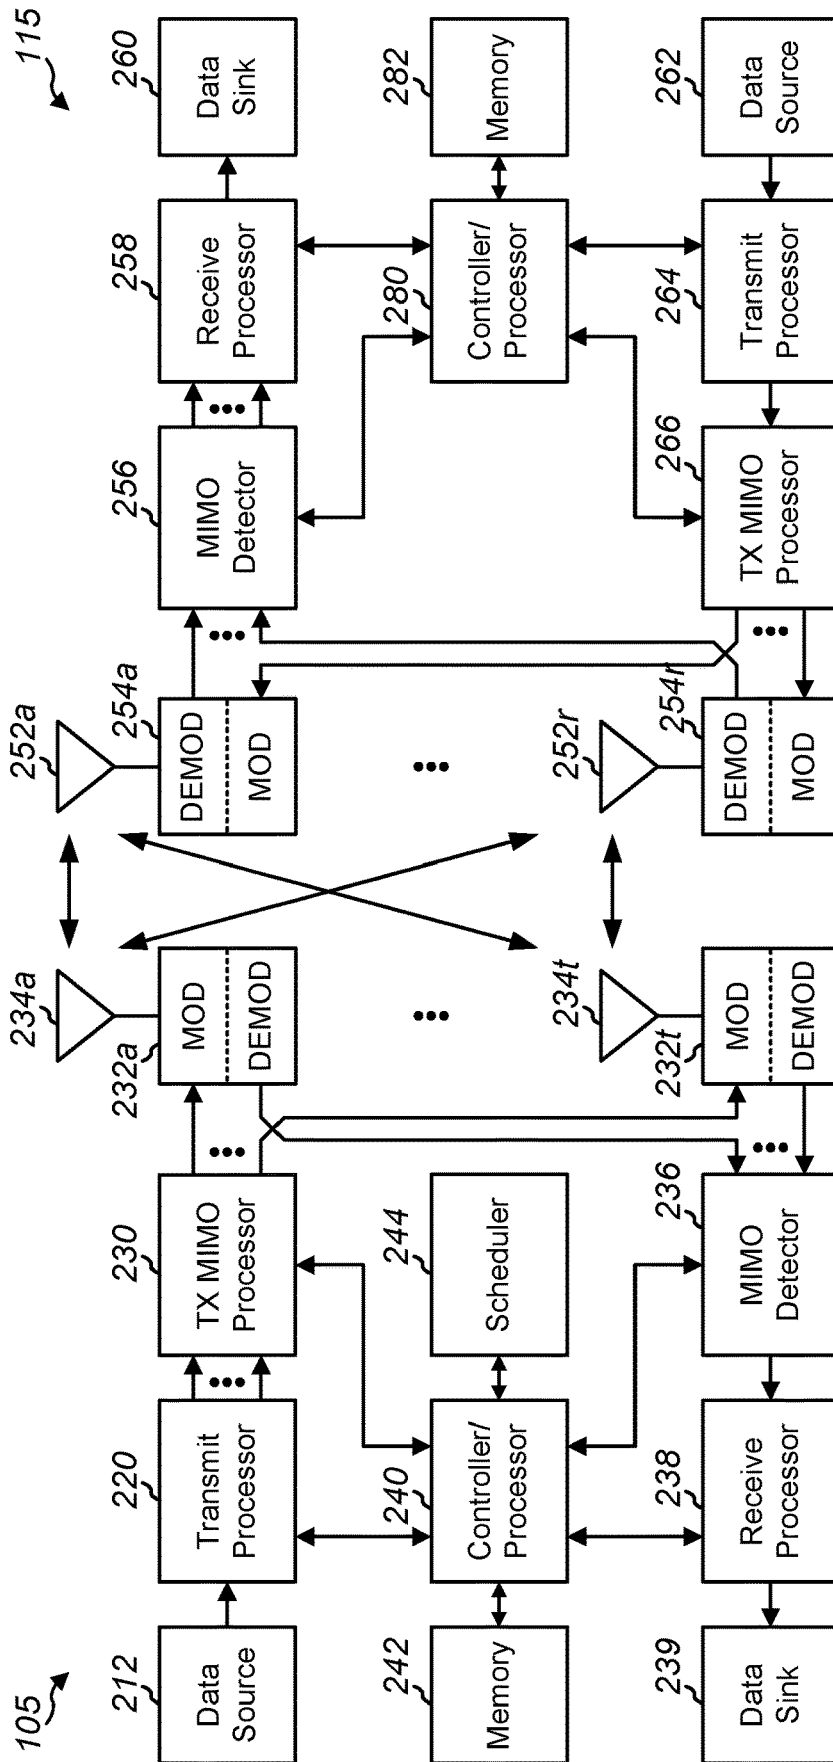 105
115
212
Data
Source
220
Transmit
Processor
•••
230
TX MIMO
Processor
•••
232a
MOD
DEMOD
234a
252a
254a
DEMOD
MOD
•••
256
MIMO
Detector
•••
258
Receive
Processor
260
Data
Sink
242
Memory
240
Controller/
Processor
244
Scheduler
•••
•••
280
Controller/
Processor
282
Memory
239
Data
Sink
238
Receive
Processor
236
MIMO
Detector
•••
232t
MOD
DEMOD
234t
252r
254r
DEMOD
MOD
•••
266
TX MIMO
Processor
264
Transmit
Processor
262
Data
Source